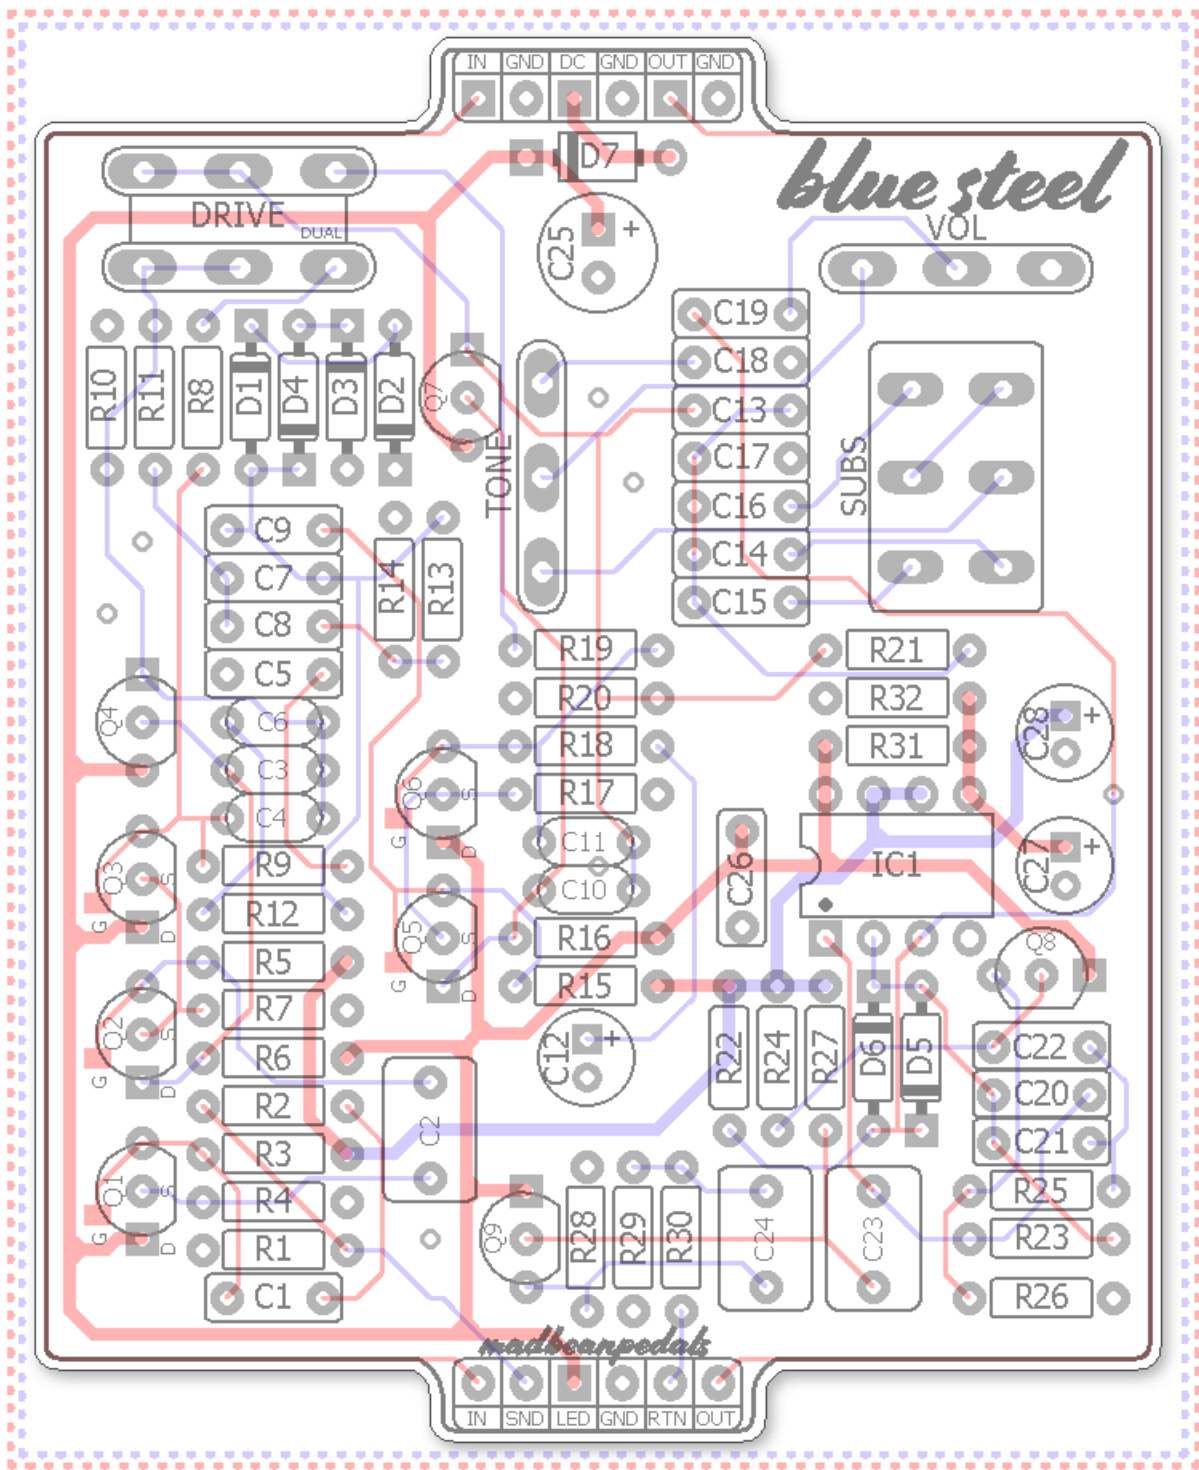 IN GND DC GND OUT GND
D7
blue steel
DRIVE
DUAL
C25
+
VOL
C19
C18
C13
C17
C16
C14
C15
R10
R11
R8
D1
D4
D3
D2
Q7
TONE
SUBS
C9
C7
C8
C5
C6
C3
C4
R14
R13
R19
R20
R18
R17
C11
C10
R16
R15
R21
R32
R31
C28
+
C27
+
IC1
C26
Q4
Q3
G
S
D
Q6
G
S
D
Q5
G
S
D
R9
R12
R5
R7
R6
R2
R3
R4
R1
C1
Q2
G
S
D
Q1
G
S
D
C12
+
C2
R22
R24
R27
D6
D5
Q8
C22
C20
C21
R25
R23
R26
Q9
R28
R29
R30
C24
C23
madbeanpedals
IN SND LED GND RTN OUT